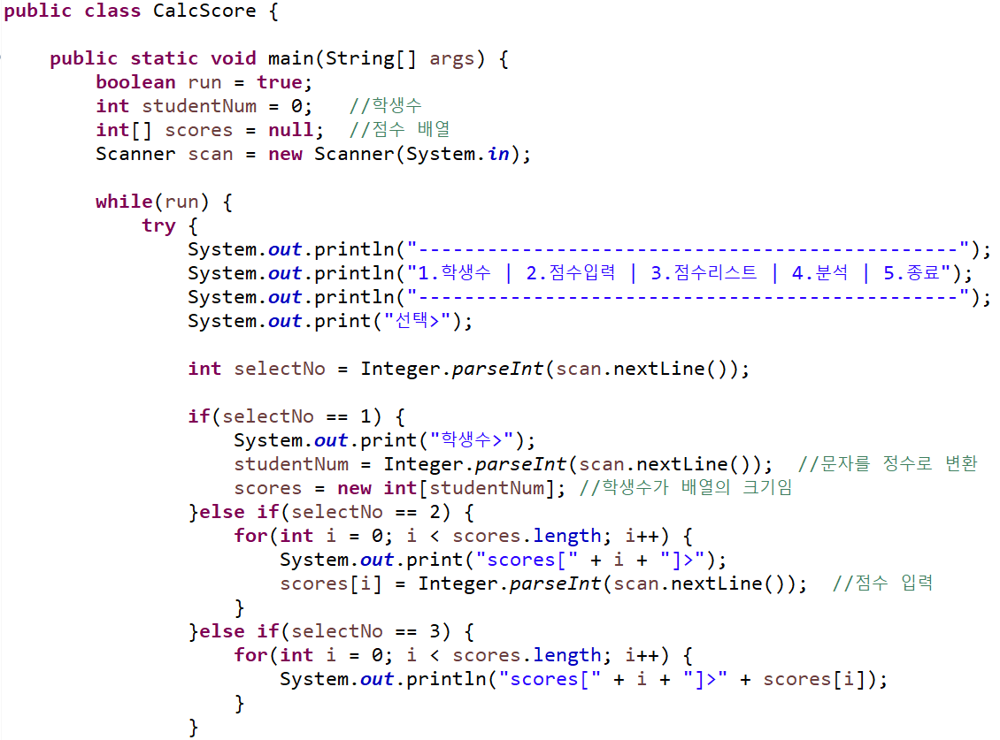 public class CalcScore {
public static void main(String[] args) {
boolean run = true;
int studentNum = 0;   //학생수
int[] scores = null;  //점수 배열
Scanner scan = new Scanner(System.in);
while(run) {
try {
System.out.println("-----------------------------------------------");
System.out.println("1.학생수 | 2.점수입력 | 3.점수리스트 | 4.분석 | 5.종료");
System.out.println("-----------------------------------------------");
System.out.print("선택>");
int selectNo = Integer.parseInt(scan.nextLine());
if(selectNo == 1) {
System.out.print("학생수>");
studentNum = Integer.parseInt(scan.nextLine());  //문자를 정수로 변환
scores = new int[studentNum]; //학생수가 배열의 크기임
}else if(selectNo == 2) {
for(int i = 0; i < scores.length; i++) {
System.out.print("scores[" + i + "]>");
scores[i] = Integer.parseInt(scan.nextLine());  //점수 입력
}
}else if(selectNo == 3) {
for(int i = 0; i < scores.length; i++) {
System.out.println("scores[" + i + "]>" + scores[i]);
}
}